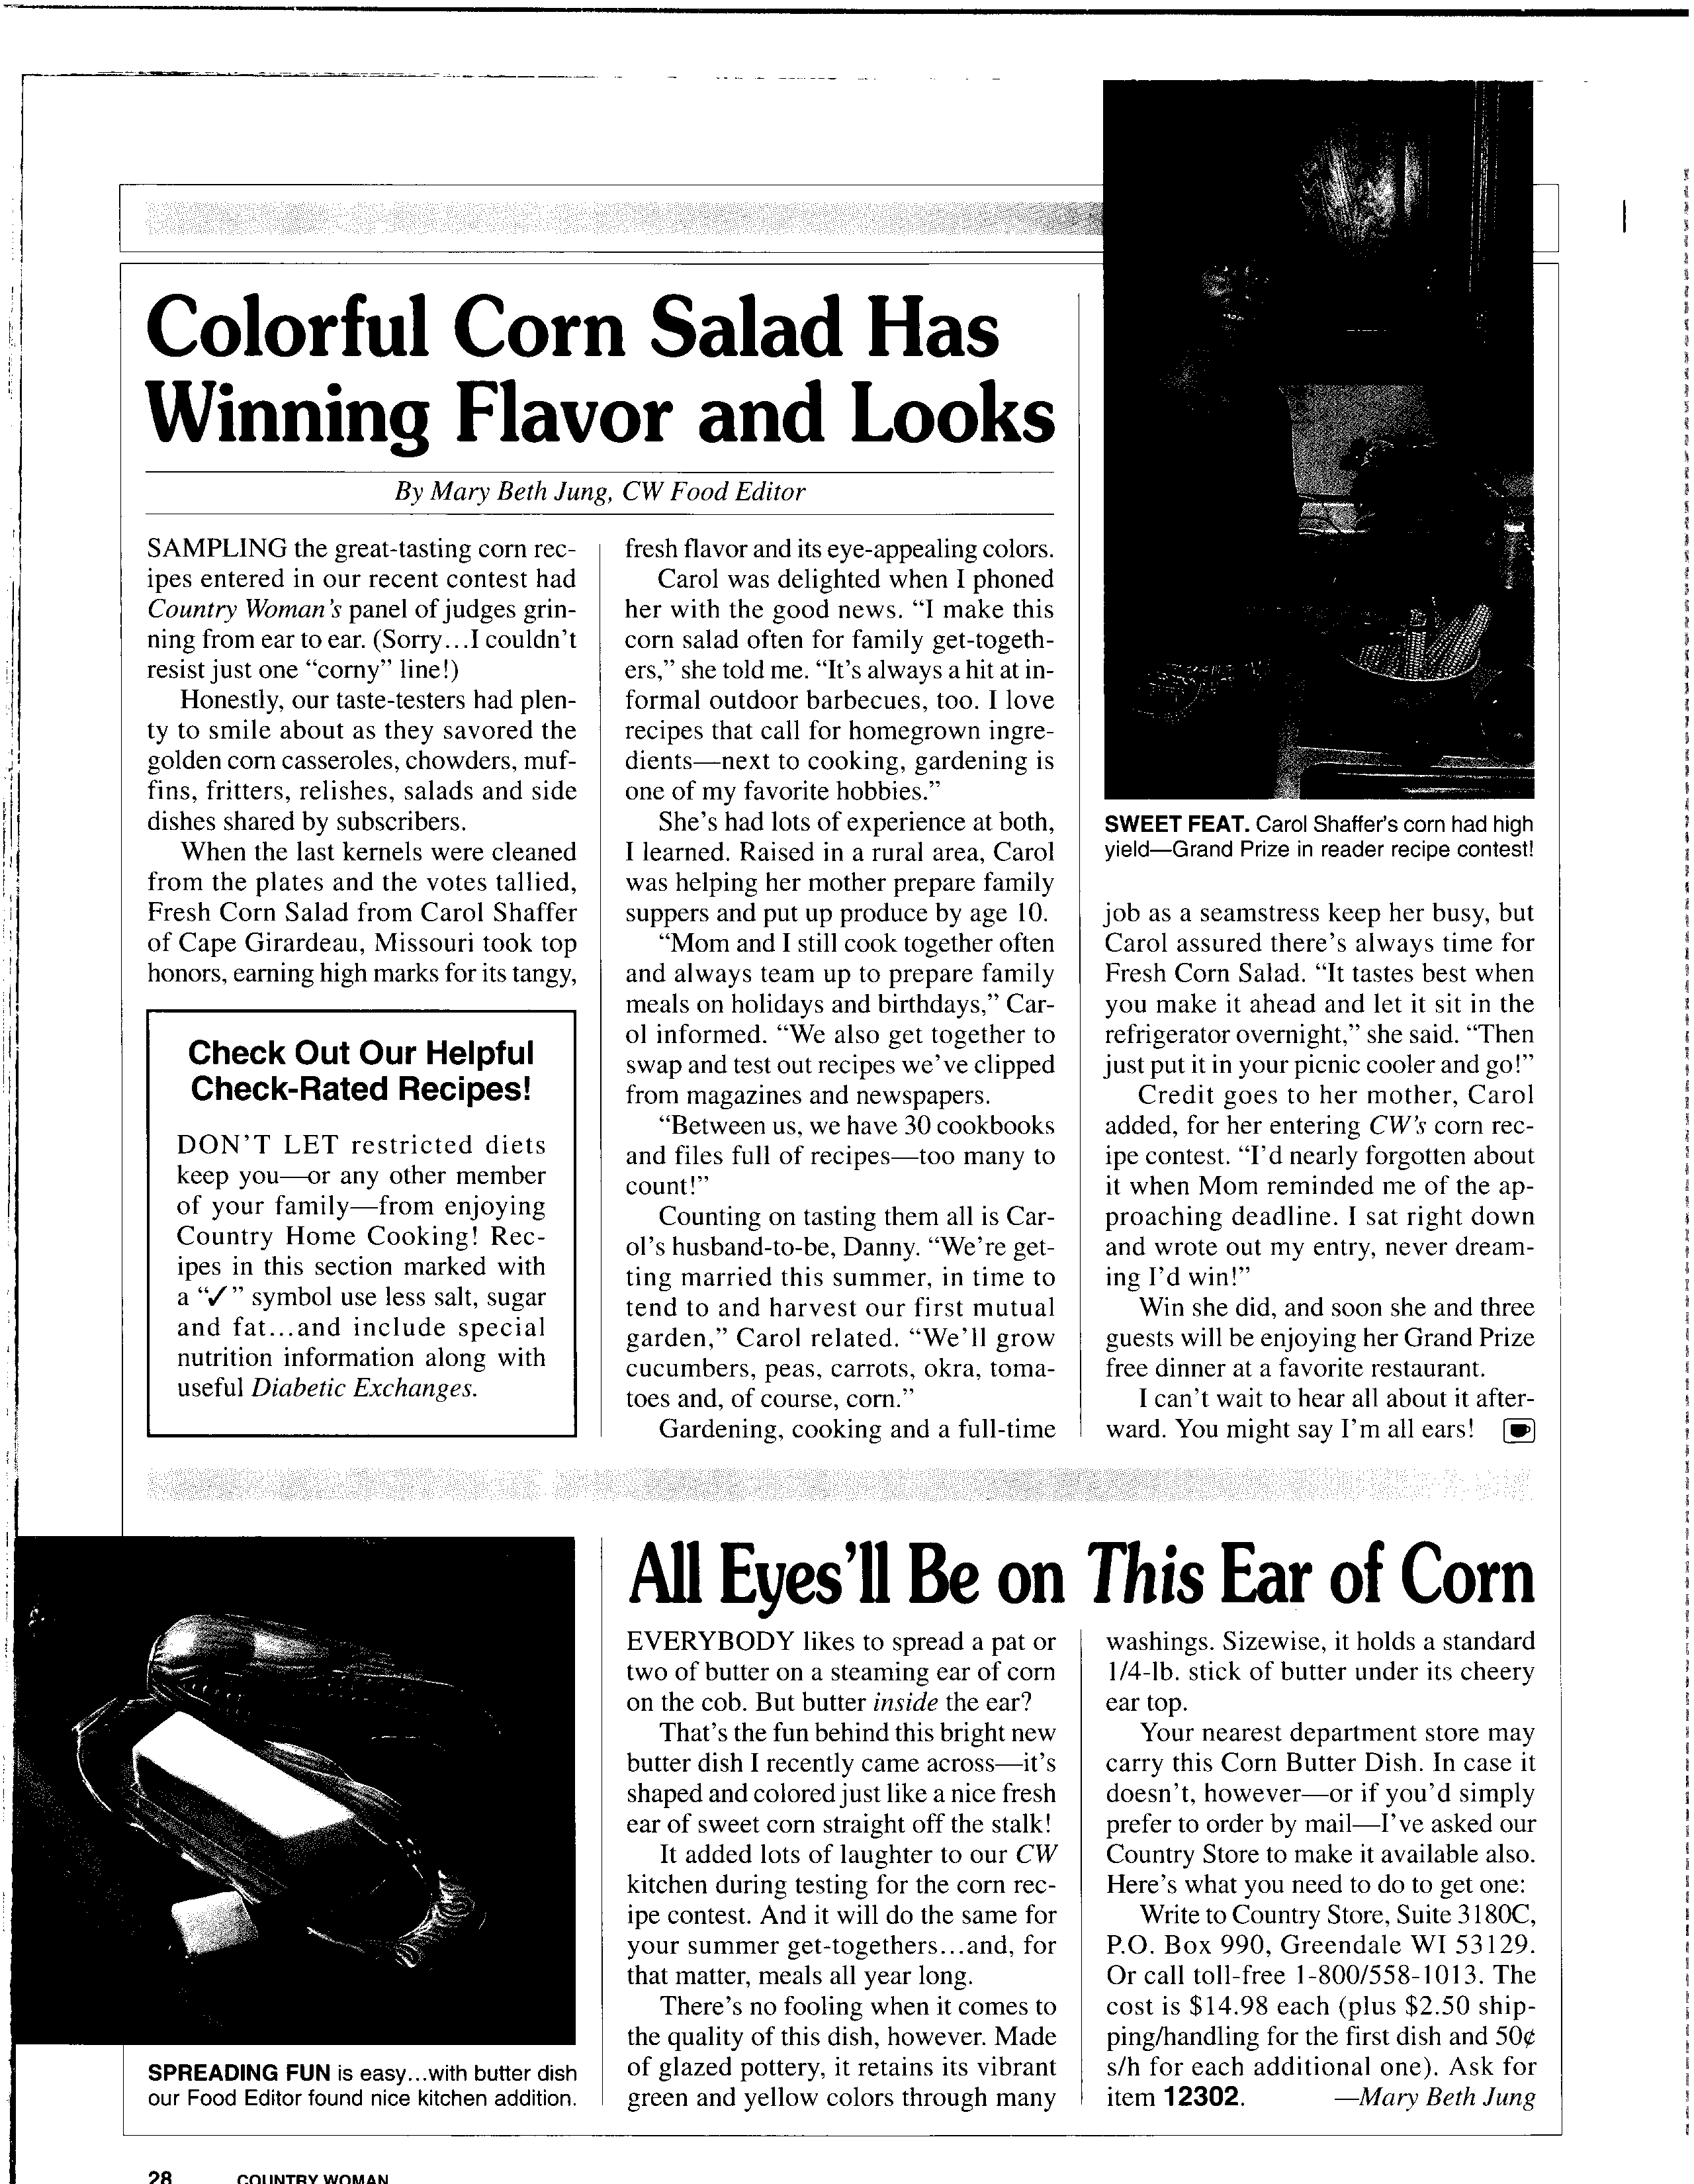 Colorful Corn Salad Has
Winning Flavor and Looks
By Mary Beth Jung, CW Food Editor
SAMPLING the great-tasting corn rec-
ipes entered in our recent contest had
Country Woman's panel of judges grin-
ning from ear to ear. (Sorry...I couldn't
resist just one “corny” line!)
Honestly, our taste-testers had plen-
ty to smile about as they savored the
golden corn casseroles, chowders, muf-
fins, fritters, relishes, salads and side
dishes shared by subscribers.
When the last kernels were cleaned
from the plates and the votes tallied,
Fresh Corn Salad from Carol Shaffer
of Cape Girardeau, Missouri took top
honors, earning high marks for its tangy,
fresh flavor and its eye-appealing colors.
Carol was delighted when I phoned
her with the good news. “I make this
corn salad often for family get-togeth-
ers,” she told me. “It's always a hit at in-
formal outdoor barbecues, too. I love
recipes that call for homegrown ingre-
dients—next to cooking, gardening is
one of my favorite hobbies.”
She's had lots of experience at both,
I learned. Raised in a rural area, Carol
was helping her mother prepare family
suppers and put up produce by age 10.
“Mom and I still cook together often
and always team up to prepare family
meals on holidays and birthdays,” Car-
ol informed. “We also get together to
swap and test out recipes we've clipped
from magazines and newspapers.
“Between us, we have 30 cookbooks
and files full of recipes—too many to
count!”
Counting on tasting them all is Car-
ol's husband-to-be, Danny. “We're get-
ting married this summer, in time to
tend to and harvest our first mutual
garden,” Carol related. “We'll grow
cucumbers, peas, carrots, okra, toma-
toes and, of course, corn.”
Gardening, cooking and a full-time
SWEET FEAT. Carol Shaffer's corn had high
yield—Grand Prize in reader recipe contest!
job as a seamstress keep her busy, but
Carol assured there's always time for
Fresh Corn Salad. “It tastes best when
you make it ahead and let it sit in the
refrigerator overnight,” she said. “Then
just put it in your picnic cooler and go!”
Credit goes to her mother, Carol
added, for her entering CW's corn rec-
ipe contest. “I'd nearly forgotten about
it when Mom reminded me of the ap-
proaching deadline. I sat right down
and wrote out my entry, never dream-
ing I'd win!”
Win she did, and soon she and three
guests will be enjoying her Grand Prize
free dinner at a favorite restaurant.
I can't wait to hear all about it after-
ward. You might say I'm all ears!
Check Out Our Helpful
Check-Rated Recipes!
DON'T LET restricted diets
keep you—or any other member
of your family—from enjoying
Country Home Cooking! Rec-
ipes in this section marked with
a “✓” symbol use less salt, sugar
and fat...and include special
nutrition information along with
useful Diabetic Exchanges.
All Eyes'll Be on This Ear of Corn
EVERYBODY likes to spread a pat or
two of butter on a steaming ear of corn
on the cob. But butter inside the ear?
That's the fun behind this bright new
butter dish I recently came across—it's
shaped and colored just like a nice fresh
ear of sweet corn straight off the stalk!
It added lots of laughter to our CW
kitchen during testing for the corn rec-
ipe contest. And it will do the same for
your summer get-togethers...and, for
that matter, meals all year long.
There's no fooling when it comes to
the quality of this dish, however. Made
of glazed pottery, it retains its vibrant
green and yellow colors through many
washings. Sizewise, it holds a standard
1/4-lb. stick of butter under its cheery
ear top.
Your nearest department store may
carry this Corn Butter Dish. In case it
doesn't, however—or if you'd simply
prefer to order by mail—I've asked our
Country Store to make it available also.
Here's what you need to do to get one:
Write to Country Store, Suite 3180C,
P.O. Box 990, Greendale WI 53129.
Or call toll-free 1-800/558-1013. The
cost is $14.98 each (plus $2.50 ship-
ping/handling for the first dish and 50¢
s/h for each additional one). Ask for
item 12302. —Mary Beth Jung
SPREADING FUN is easy...with butter dish
our Food Editor found nice kitchen addition.
28 COUNTRY WOMAN